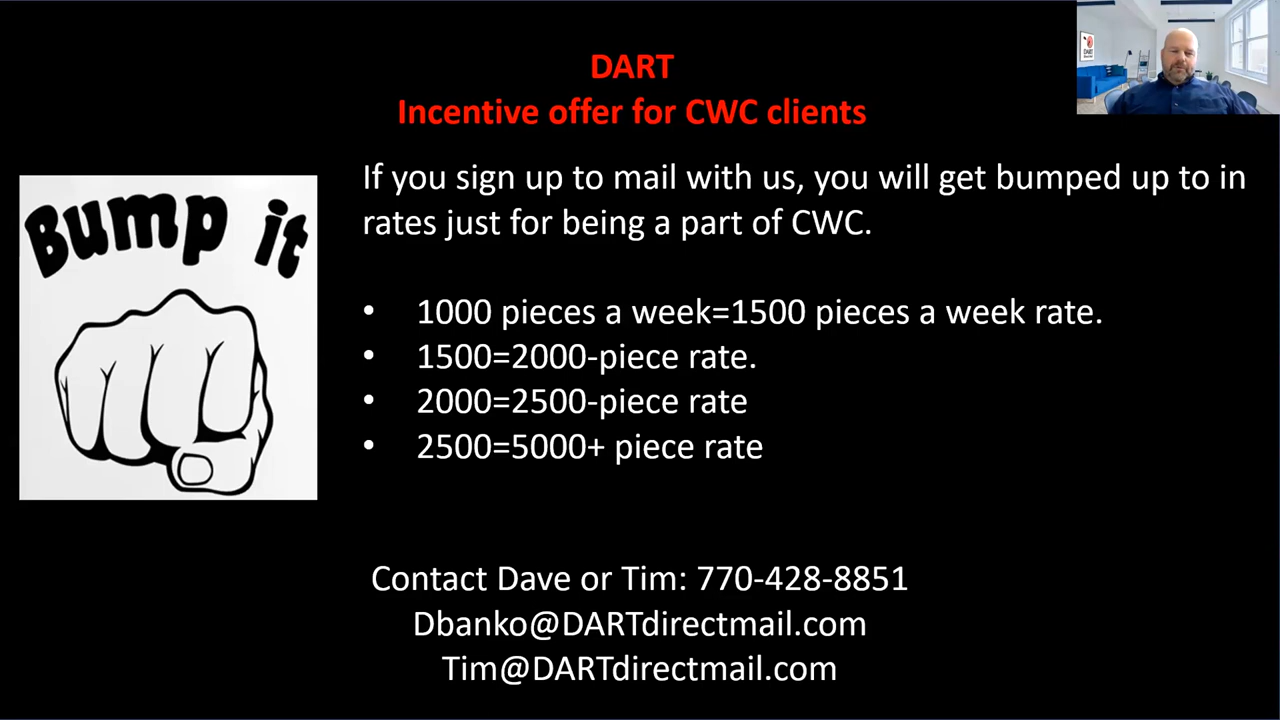 DART
Incentive offer for CWC clients
If you sign up to mail with us, you will get bumped up to in
rates just for being a part of CWC.
Bump it
• 1000 pieces a week=1500 pieces a week rate.
• 1500=2000-piece rate.
• 2000=2500-piece rate
• 2500=5000+ piece rate
Contact Dave or Tim: 770-428-8851
Dbanko@DARTdirectmail.com
Tim@DARTdirectmail.com
DART